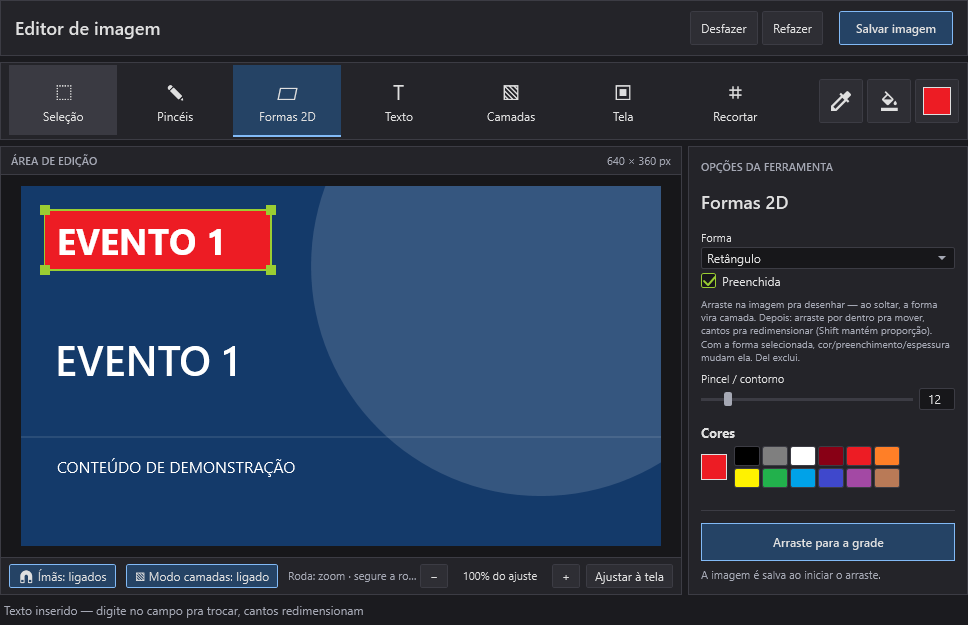 Editor de imagem
Desfazer
Refazer
Salvar imagem
Seleção
Pincéis
Formas 2D
Texto
Camadas
Tela
Recortar
ÁREA DE EDIÇÃO
640 × 360 px
EVENTO 1
EVENTO 1
CONTEÚDO DE DEMONSTRAÇÃO
Ímãs: ligados
Modo camadas: ligado
Roda: zoom · segure a ro...
−
100% do ajuste
+
Ajustar à tela
OPÇÕES DA FERRAMENTA
Formas 2D
Forma
Retângulo
Preenchida
Arraste na imagem pra desenhar — ao soltar, a forma
vira camada. Depois: arraste por dentro pra mover,
cantos pra redimensionar (Shift mantém proporção).
Com a forma selecionada, cor/preenchimento/espessura
mudam ela. Del exclui.
Pincel / contorno
12
Cores
Arraste para a grade
A imagem é salva ao iniciar o arraste.
Texto inserido — digite no campo pra trocar, cantos redimensionam